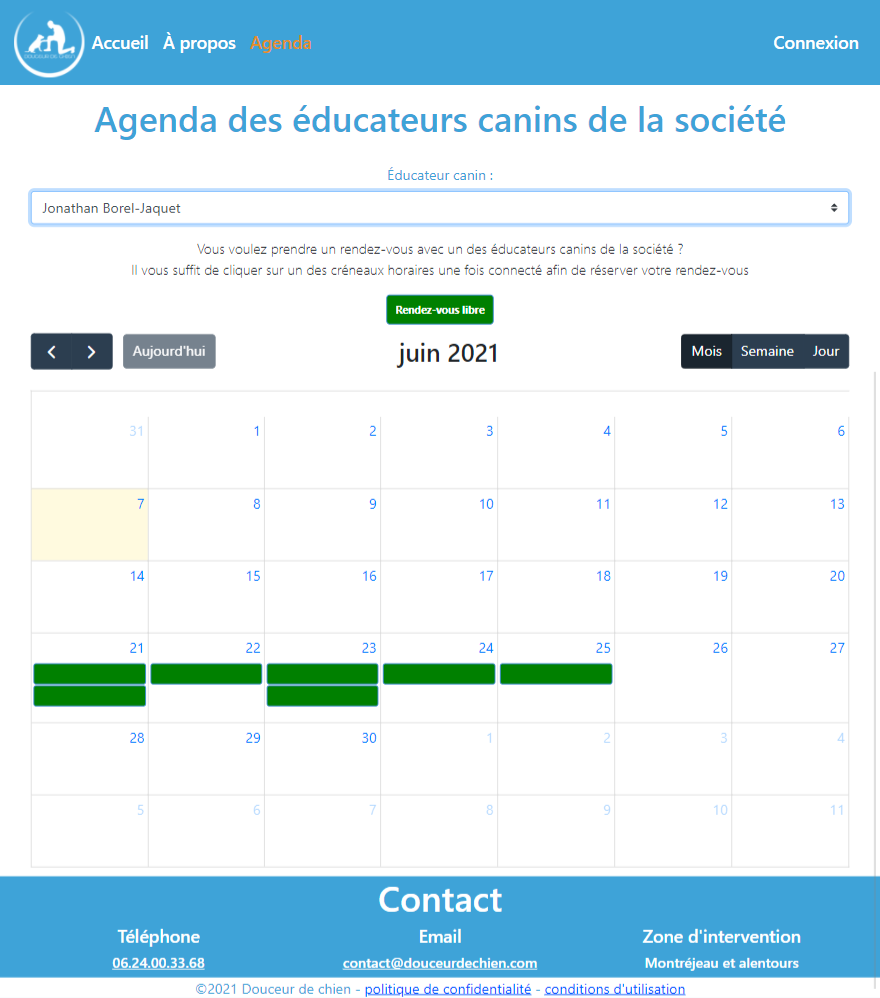 DOUCEUR DE CHIEN
Accueil À propos Agenda Connexion
Agenda des éducateurs canins de la société
Éducateur canin :
Jonathan Borel-Jaquet
Vous voulez prendre un rendez-vous avec un des éducateurs canins de la société ?
Il vous suffit de cliquer sur un des créneaux horaires une fois connecté afin de réserver votre rendez-vous
Rendez-vous libre
Aujourd'hui juin 2021 Mois Semaine Jour
31 1 2 3 4 5 6
7 8 9 10 11 12 13
14 15 16 17 18 19 20
21 22 23 24 25 26 27
28 29 30 1 2 3 4
5 6 7 8 9 10 11
Contact
Téléphone Email Zone d'intervention
06.24.00.33.68 contact@douceurdechien.com Montréjeau et alentours
©2021 Douceur de chien - politique de confidentialité - conditions d'utilisation